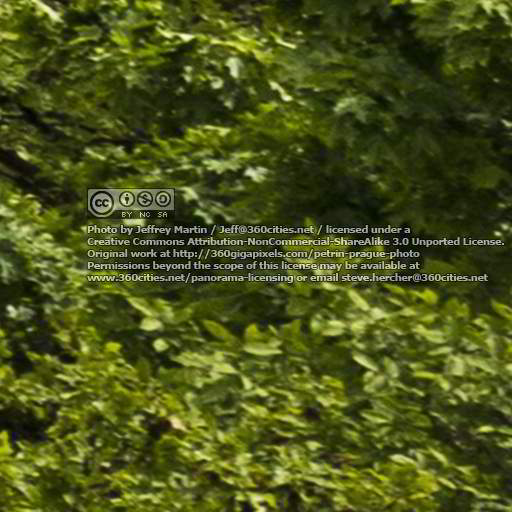 cc
BY NC SA
Photo by Jeffrey Martin / Jeff@360cities.net / licensed under a
Creative Commons Attribution-NonCommercial-ShareAlike 3.0 Unported License.
Original work at http://360gigapixels.com/petrin-prague-photo
Permissions beyond the scope of this license may be available at
www.360cities.net/panorama-licensing or email steve.hercher@360cities.net